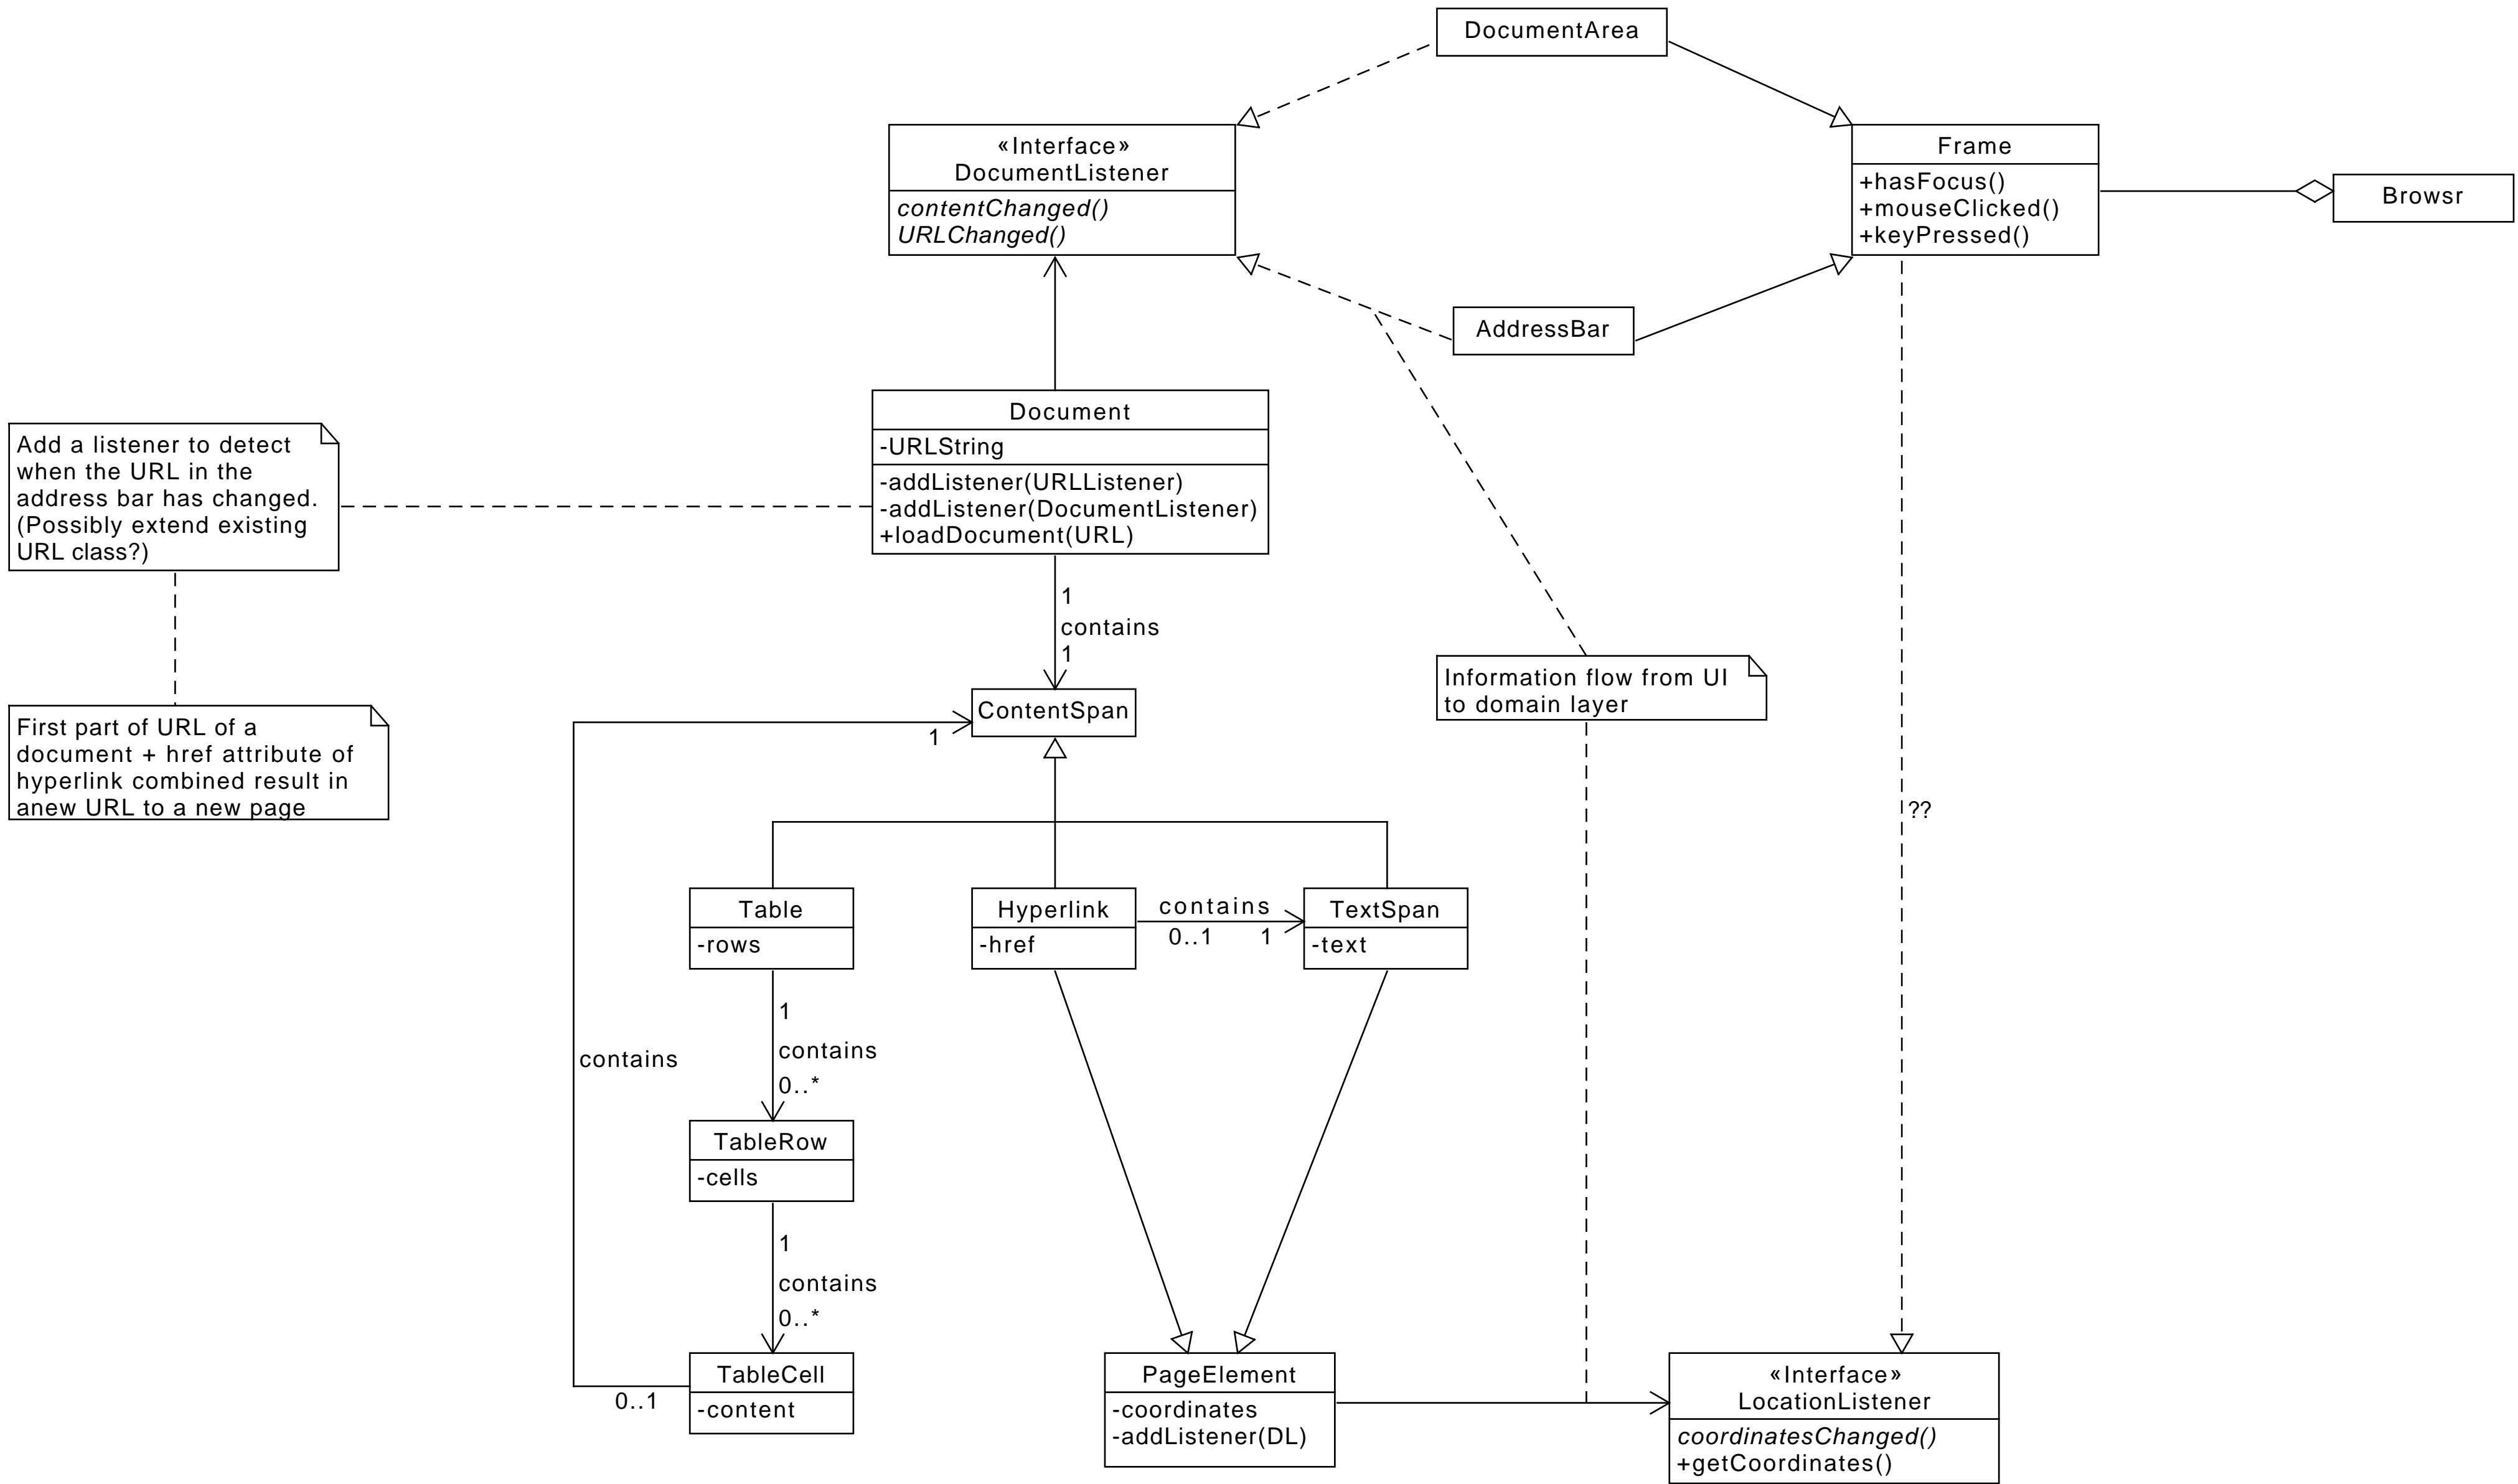 DocumentArea
«Interface»
DocumentListener
contentChanged()
URLChanged()
Frame
+hasFocus()
+mouseClicked()
+keyPressed()
Browsr
AddressBar
Document
-URLString
-addListener(URLListener)
-addListener(DocumentListener)
+loadDocument(URL)
Add a listener to detect
when the URL in the
address bar has changed.
(Possibly extend existing
URL class?)
1
contains
1
Information flow from UI
to domain layer
ContentSpan
1
First part of URL of a
document + href attribute of
hyperlink combined result in
anew URL to a new page
??
Table
-rows
Hyperlink
-href
contains
0..1
1
TextSpan
-text
1
contains
0..*
contains
TableRow
-cells
1
contains
0..*
TableCell
-content
0..1
PageElement
-coordinates
-addListener(DL)
«Interface»
LocationListener
coordinatesChanged()
+getCoordinates()